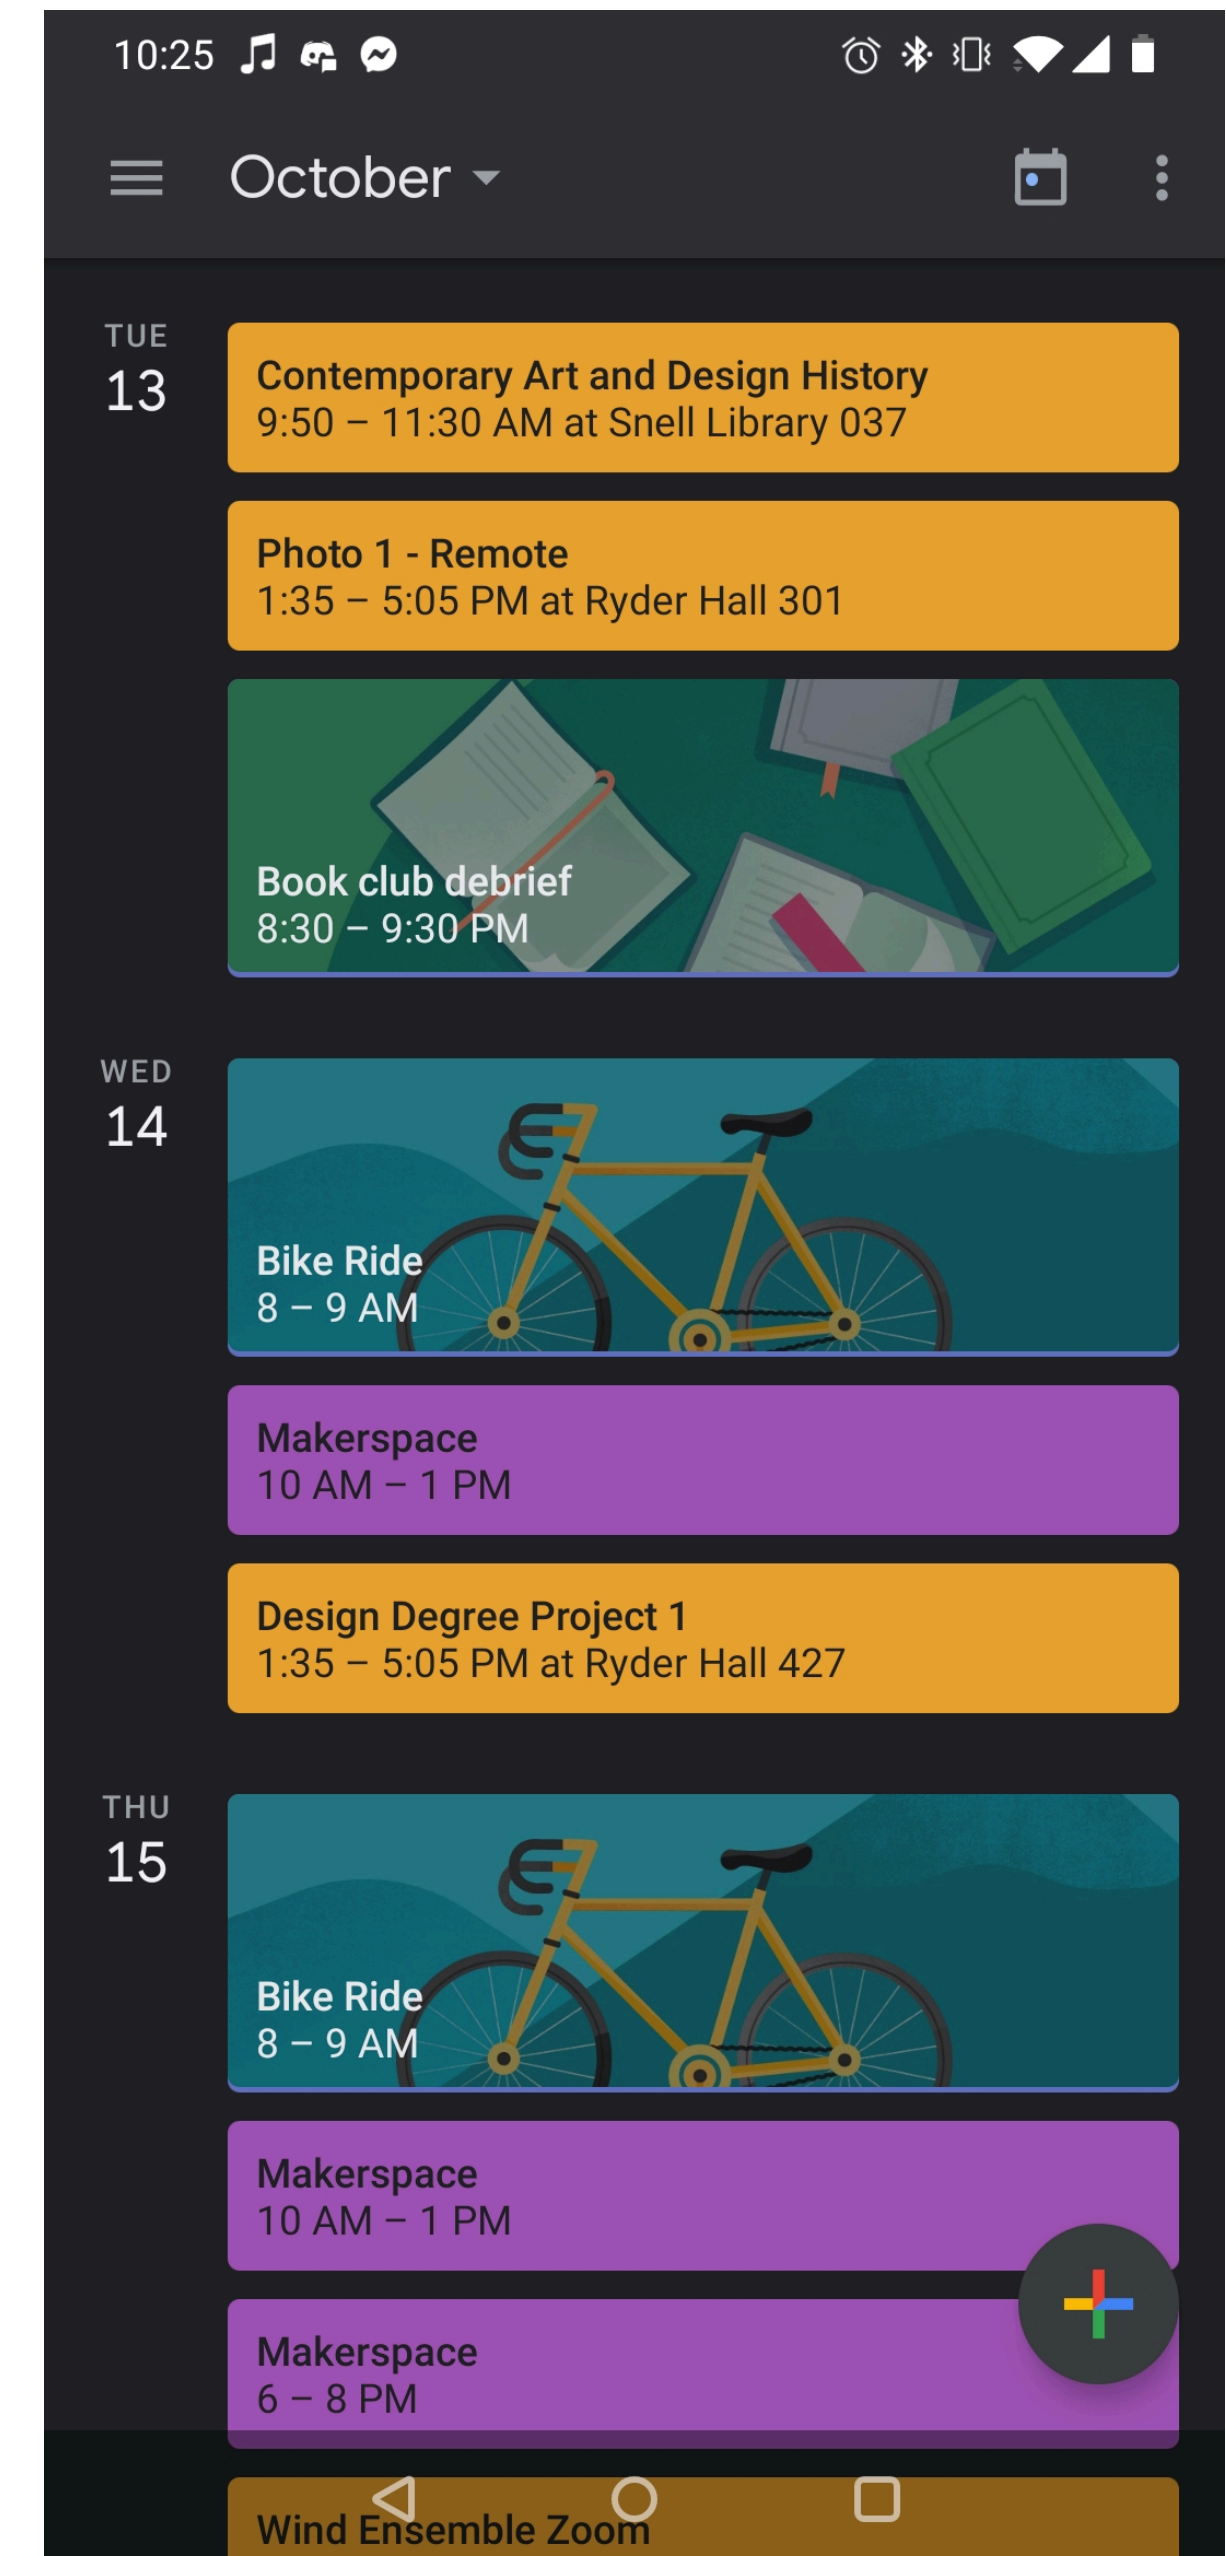 10:25
October
TUE
13
Contemporary Art and Design History
9:50 – 11:30 AM at Snell Library 037
Photo 1 - Remote
1:35 – 5:05 PM at Ryder Hall 301
Book club debrief
8:30 – 9:30 PM
WED
14
Bike Ride
8 – 9 AM
Makerspace
10 AM – 1 PM
Design Degree Project 1
1:35 – 5:05 PM at Ryder Hall 427
THU
15
Bike Ride
8 – 9 AM
Makerspace
10 AM – 1 PM
Makerspace
6 – 8 PM
Wind Ensemble Zoom